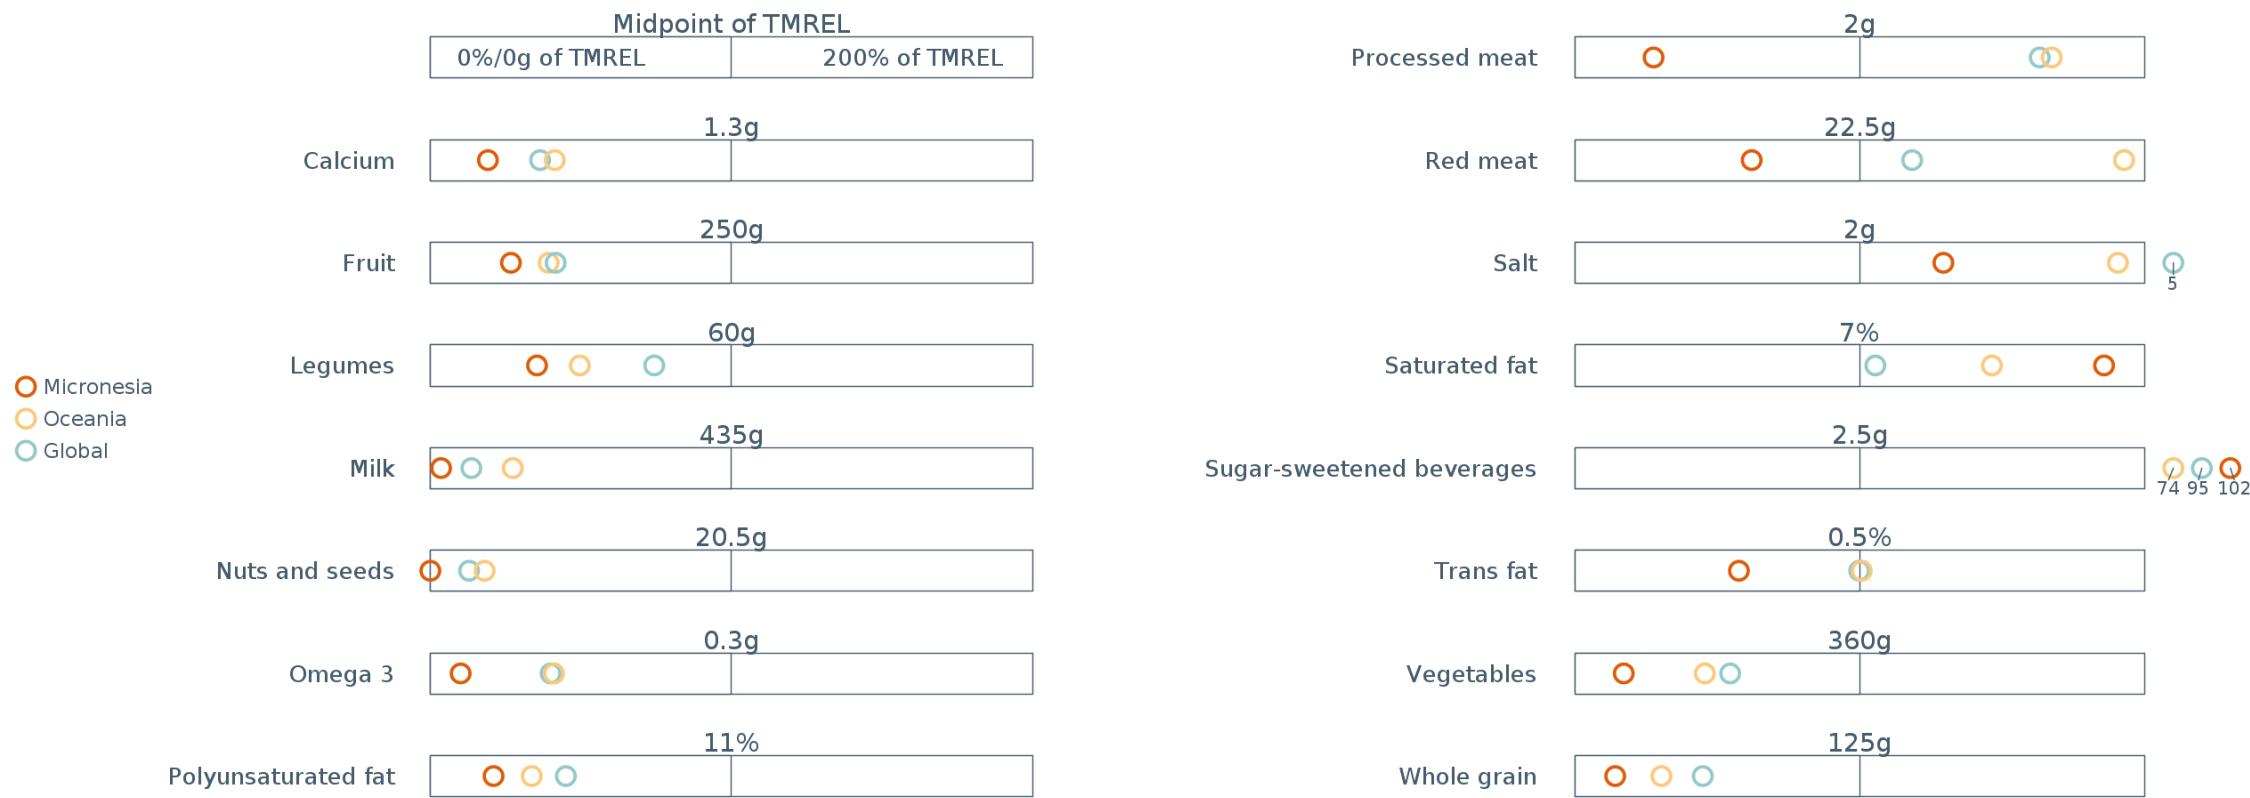 Midpoint of TMREL
0%/0g of TMREL 200% of TMREL
1.3g
Calcium
250g
Fruit
60g
Legumes
435g
Milk
20.5g
Nuts and seeds
0.3g
Omega 3
11%
Polyunsaturated fat
Micronesia
Oceania
Global
2g
Processed meat
22.5g
Red meat
2g
Salt
5
7%
Saturated fat
2.5g
Sugar-sweetened beverages
74 95 102
0.5%
Trans fat
360g
Vegetables
125g
Whole grain